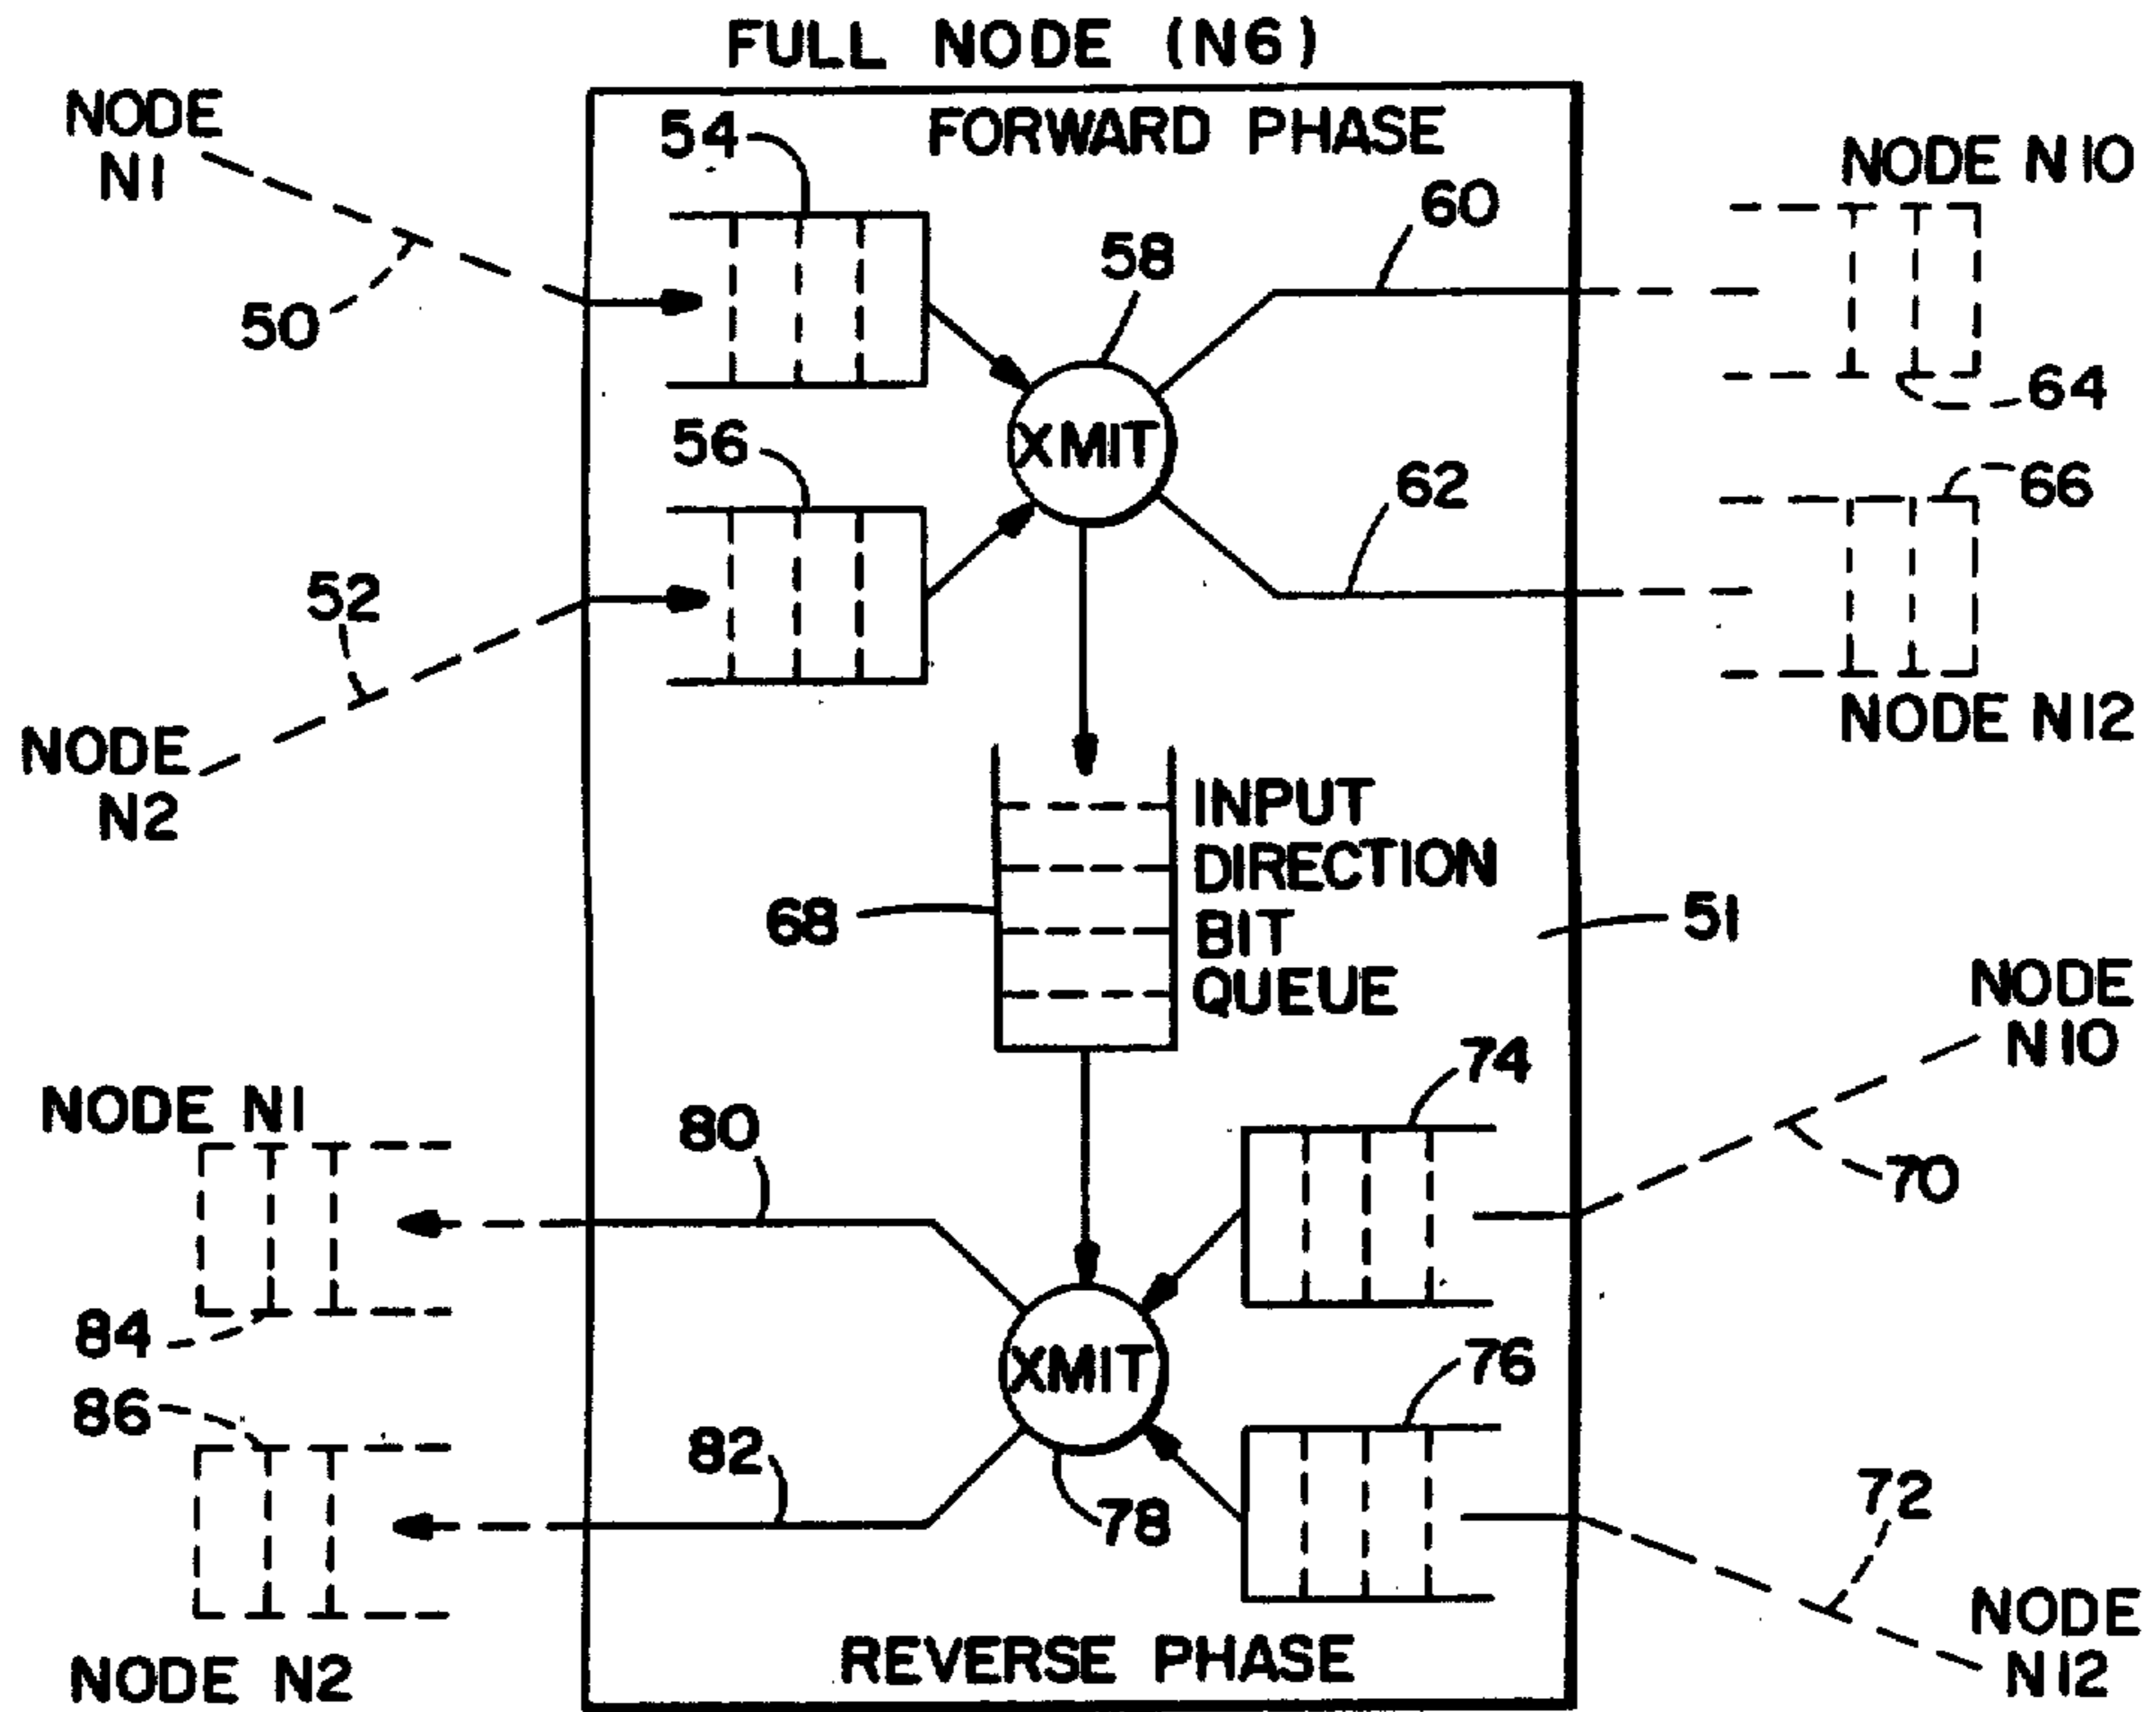 FULL NODE (N6)
NODE
N1
54
FORWARD PHASE
NODE N10
60
58
50
64
XMIT
56
62
66
52
NODE N12
NODE
N2
INPUT
DIRECTION
BIT
QUEUE
68
51
NODE
N10
74
NODE N1
80
70
84
XMIT
76
86
82
78
72
NODE
N12
REVERSE PHASE
NODE N2